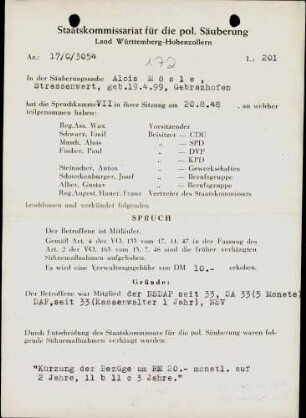 Staatskommissariat für die pol. Säuberung
Land Württemberg-Hohenzollern
Az.: 17/C/3054
172
L: 201
In der Säuberungssache Alois Mösle,
Strassenwart, geb.19.4.99, Gebrazhofen
hat die Spruchkammer VII in ihrer Sitzung am 20.8.48 , an welcher
teilgenommen haben:
Reg.Ass. Wax Vorsitzender
Schwarz, Emil Beisitzer — CDU
Musch, Alois „ — SPD
Fischer, Paul „ — DVP
„ — KPD
Steinacher, Anton „ — Gewerkschaften
Schneckenburger, Josef „ — Berufsgruppe
Alber, Gustav „ — Berufsgruppe
Reg.Angest. Hauer, Franz Vertreter des Staatskommissars
beschlossen und verkündet folgenden
SPRUCH
Der Betroffene ist Mitläufer.
Gemäß Art. 4 der VO. 133 vom 17. 11. 47 in der Fassung des
Art. 2 der VO. 165 vom 13. 7. 48 sind die früher verhängten
Sühnemaßnahmen aufgehoben.
Es wird eine Verwaltungsgebühr von DM 10.- erhoben.
Gründe:
Der Betroffene war Mitglied der NSDAP seit 33, SA 33(5 Monate)
DAF,seit 33(Kassenwalter 1 Jahr), NSV
Durch Entscheidung des Staatskommissars für die pol. Säuberung waren fol-
gende Sühnemaßnahmen verhängt worden:
"Kürzung der Bezüge um RM 20.- monatl. auf
2 Jahre, 11 b 11 c 3 Jahre."